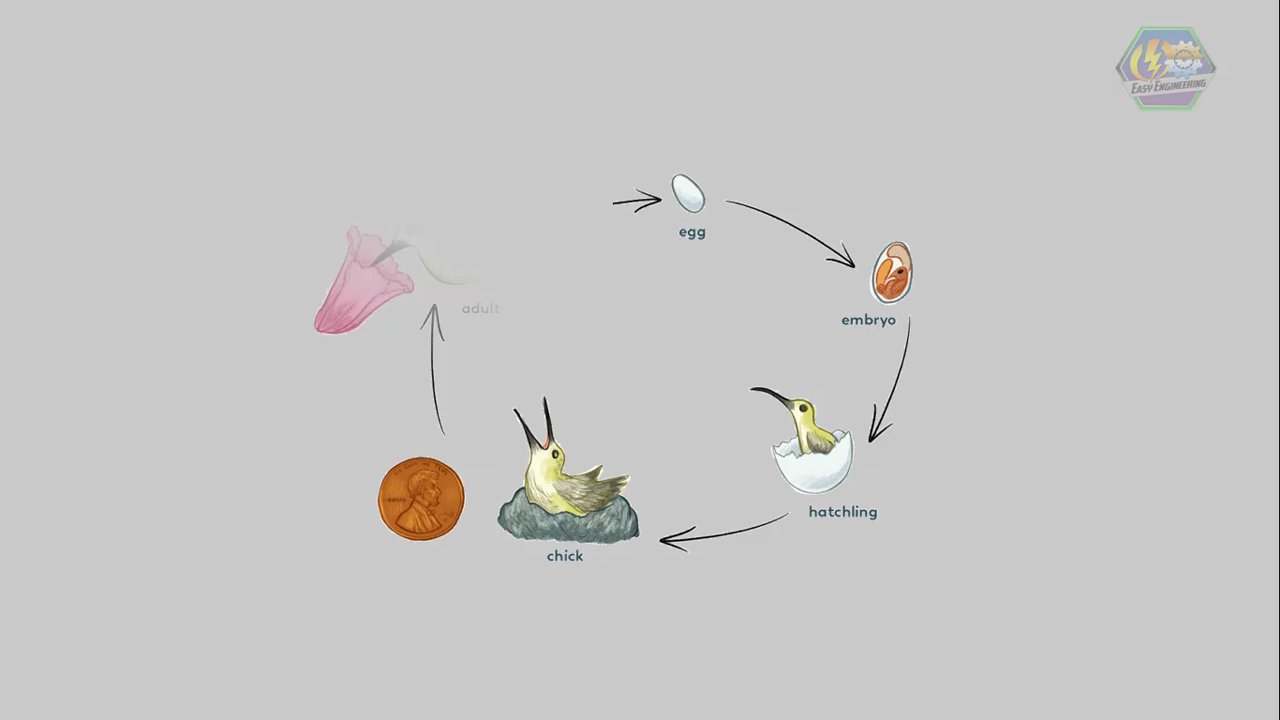 EASY ENGINEERING
egg
embryo
adult
hatchling
chick